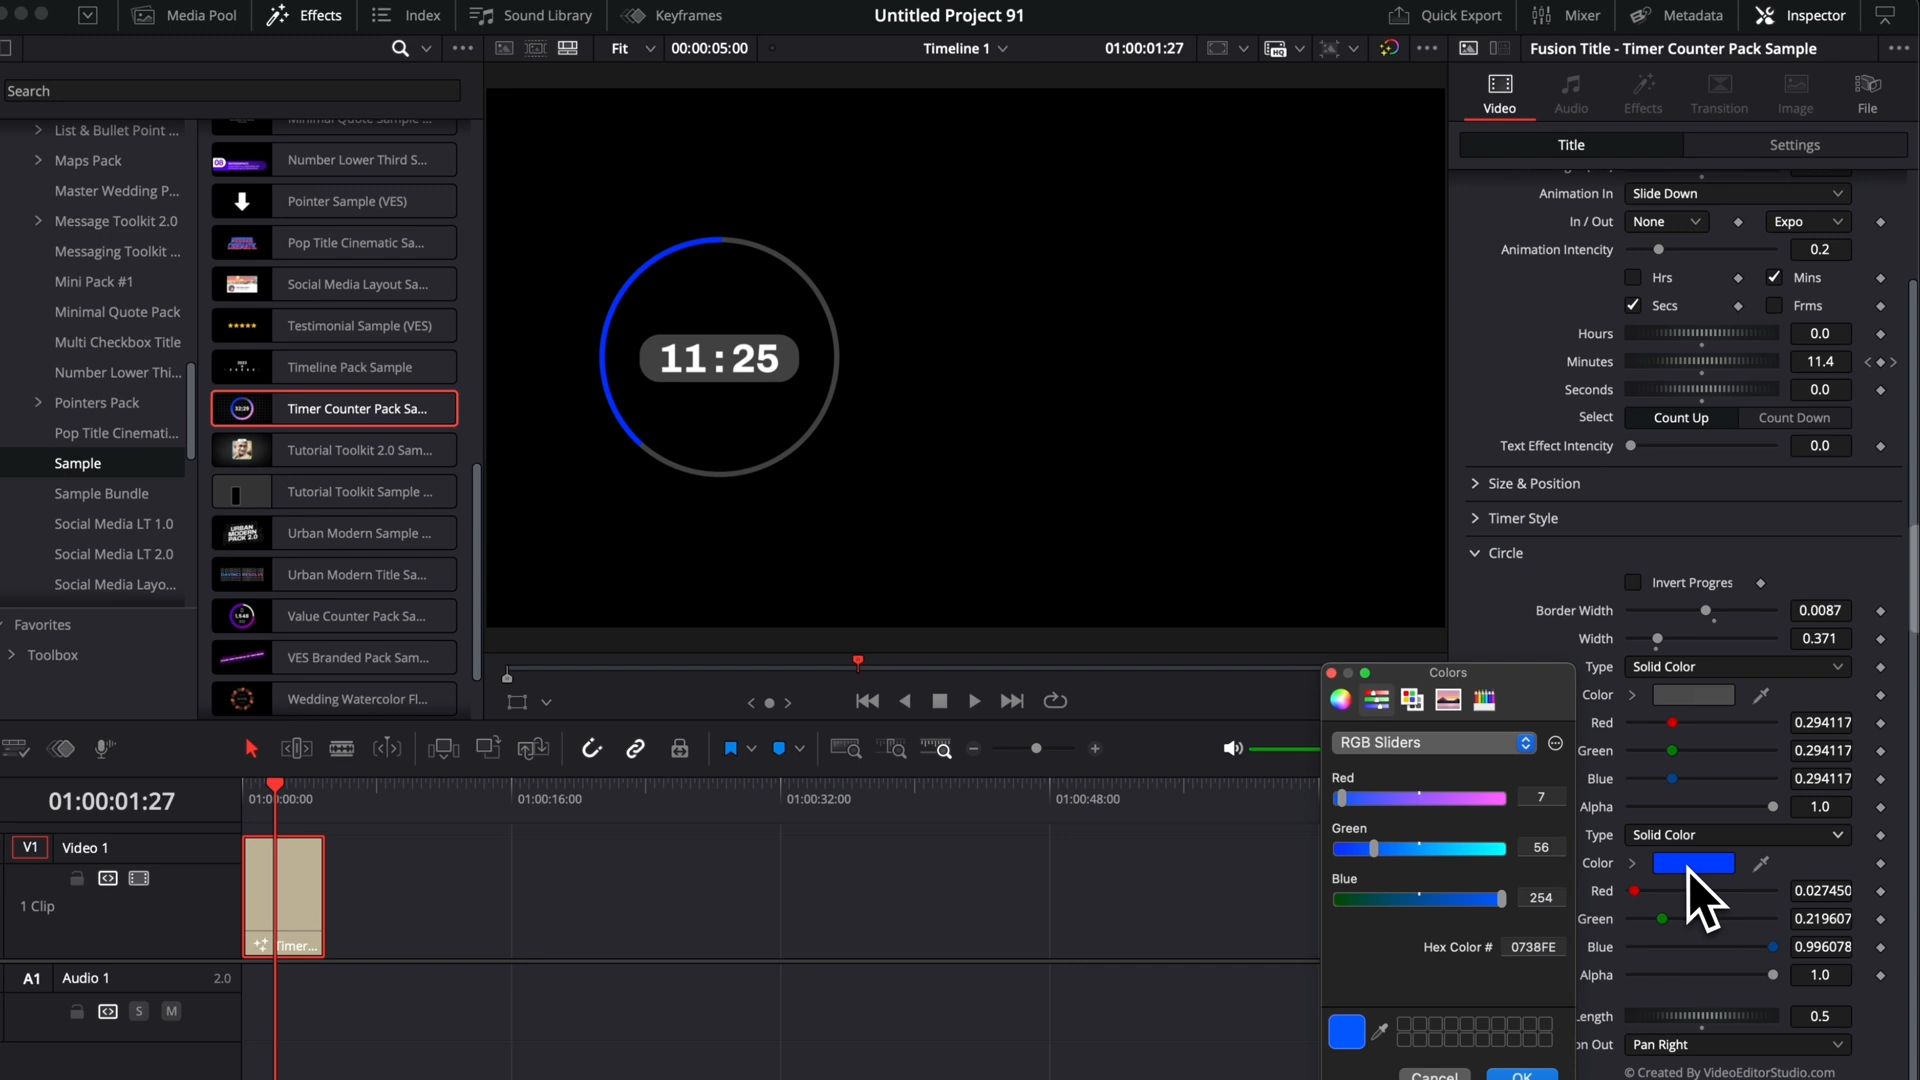 Media Pool
Effects
Index
Sound Library
Keyframes
Untitled Project 91
Quick Export
Mixer
Metadata
Inspector
Fit
00:00:05:00
Timeline 1
01:00:01:27
Fusion Title - Timer Counter Pack Sample
Search
Video
Audio
Effects
Transition
Image
File
Title
Settings
List & Bullet Point ...
Maps Pack
Master Wedding P...
Message Toolkit 2.0
Messaging Toolkit ...
Mini Pack #1
Minimal Quote Pack
Multi Checkbox Title
Number Lower Thi...
Pointers Pack
Pop Title Cinemati...
Sample
Sample Bundle
Social Media LT 1.0
Social Media LT 2.0
Social Media Layo...
Favorites
Toolbox
Minimal Quote Sample ...
Number Lower Third S...
Pointer Sample (VES)
Pop Title Cinematic Sa...
Social Media Layout Sa...
Testimonial Sample (VES)
Timeline Pack Sample
Timer Counter Pack Sa...
Tutorial Toolkit 2.0 Sam...
Tutorial Toolkit Sample ...
Urban Modern Sample ...
Urban Modern Title Sa...
Value Counter Pack Sa...
VES Branded Pack Sam...
Wedding Watercolor Fl...
11:25
Animation In
Slide Down
In / Out
None
Expo
Animation Intencity
0.2
Hrs
Mins
Secs
Frms
Hours
0.0
Minutes
11.4
Seconds
0.0
Select
Count Up
Count Down
Text Effect Intencity
0.0
Size & Position
Timer Style
Circle
Invert Progres
Border Width
0.0087
Width
0.371
Type
Solid Color
Color
Red
0.294117
Green
0.294117
Blue
0.294117
Alpha
1.0
Type
Solid Color
Color
Red
0.027450
Green
0.219607
Blue
0.996078
Alpha
1.0
Length
0.5
on Out
Pan Right
© Created By VideoEditorStudio.com
Colors
RGB Sliders
Red
7
Green
56
Blue
254
Hex Color #
0738FE
Cancel
OK
01:00:01:27
01:00:00:00
01:00:16:00
01:00:32:00
01:00:48:00
V1
Video 1
1 Clip
Timer...
A1
Audio 1
2.0
S
M